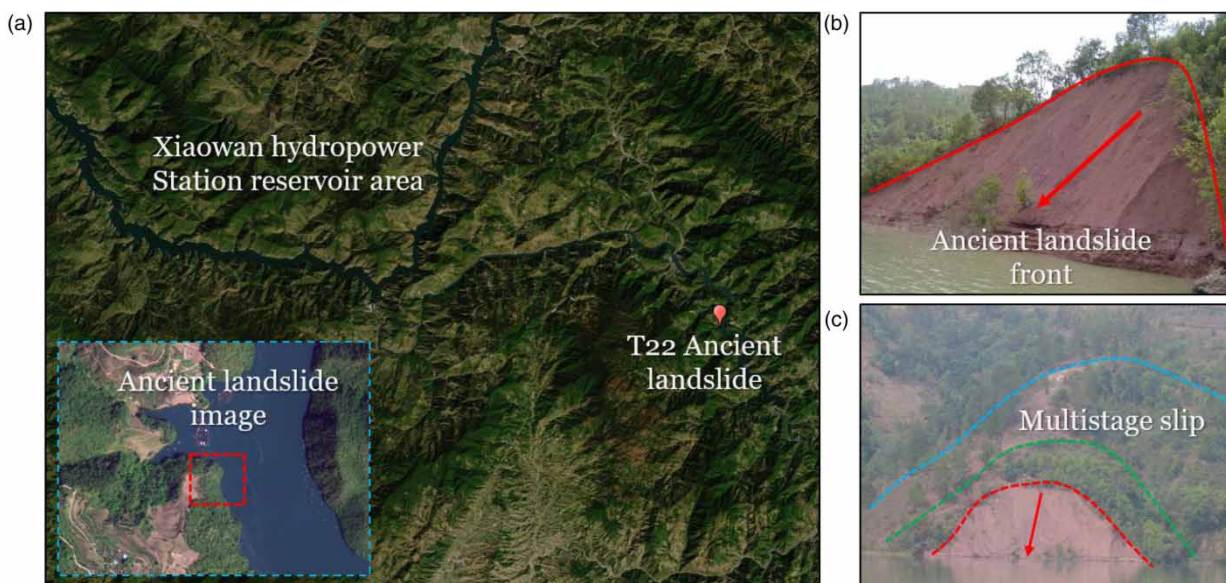 (a)
Xiaowan hydropower
Station reservoir area
T22 Ancient
landslide
Ancient landslide
image
(b)
Ancient landslide
front
(c)
Multistage slip